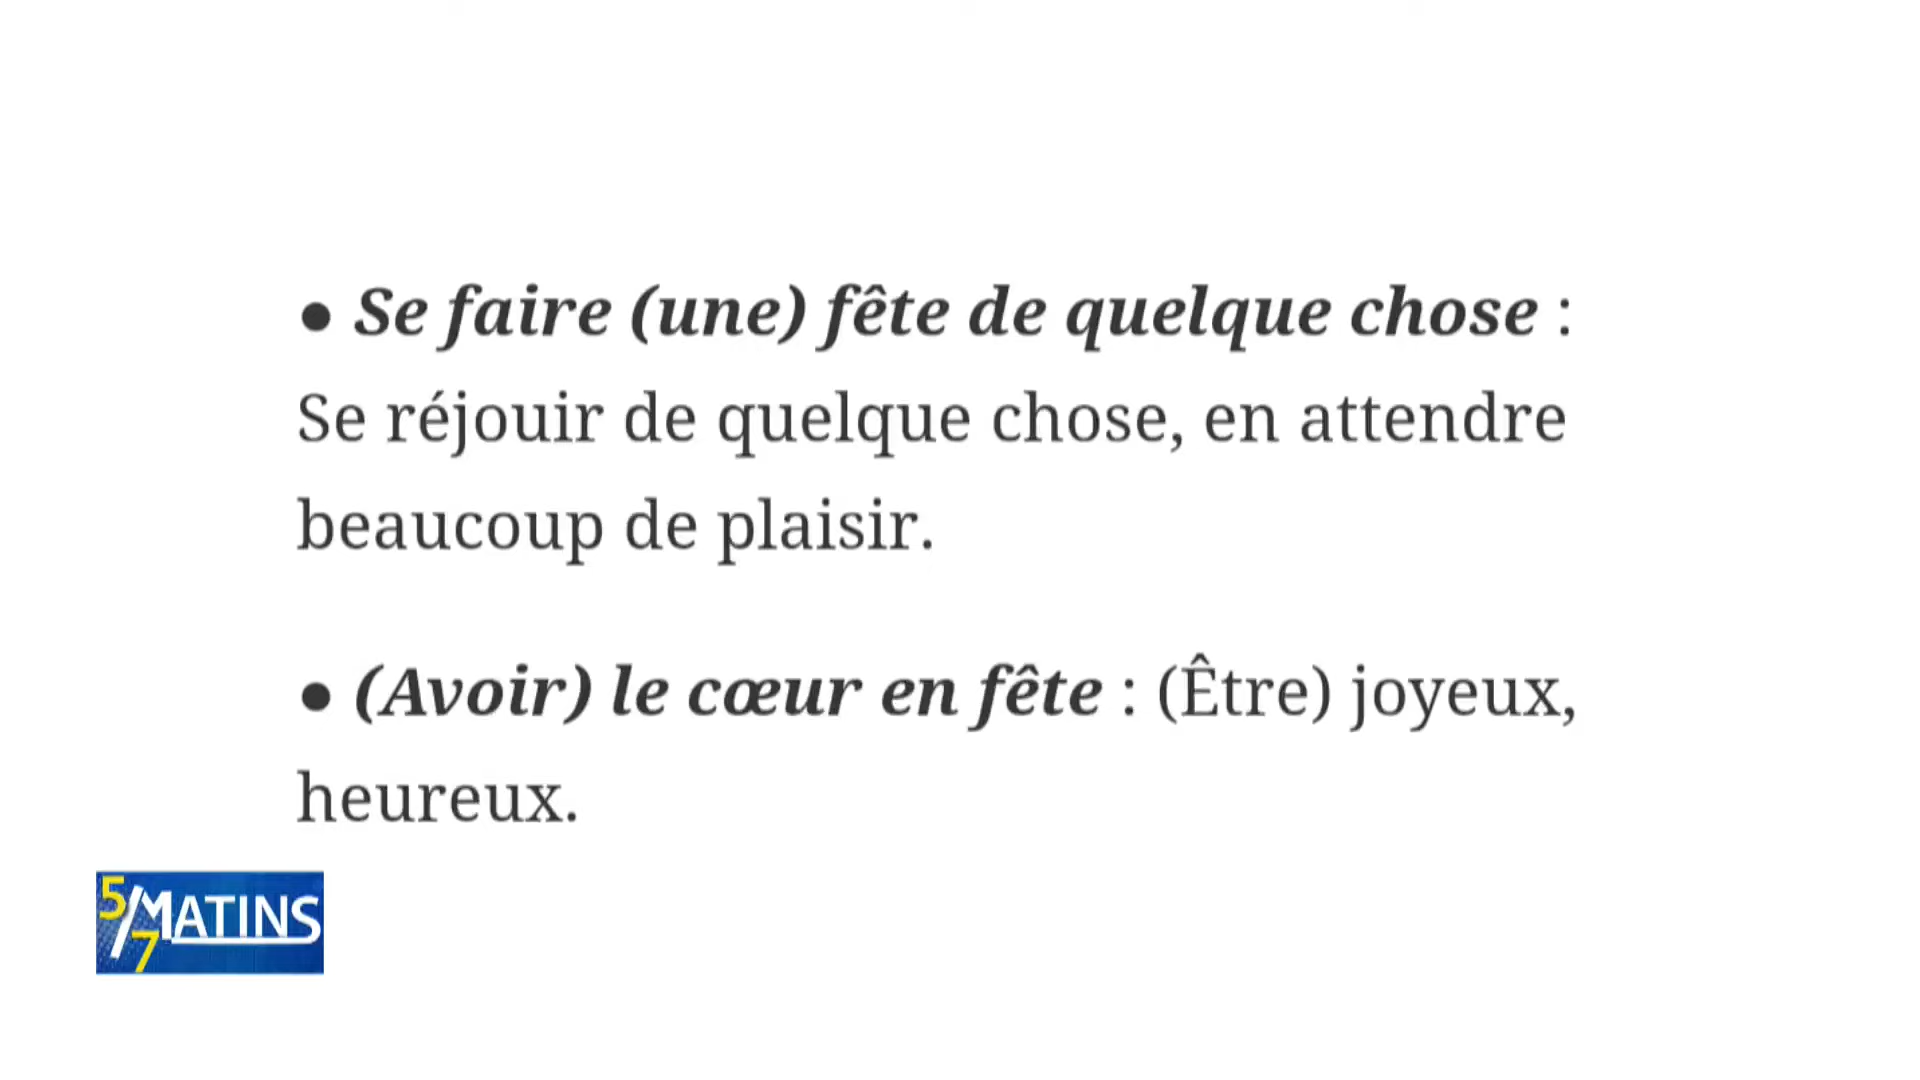 ● Se faire (une) fête de quelque chose :
Se réjouir de quelque chose, en attendre
beaucoup de plaisir.
● (Avoir) le cœur en fête : (Être) joyeux,
heureux.
5/7 MATINS